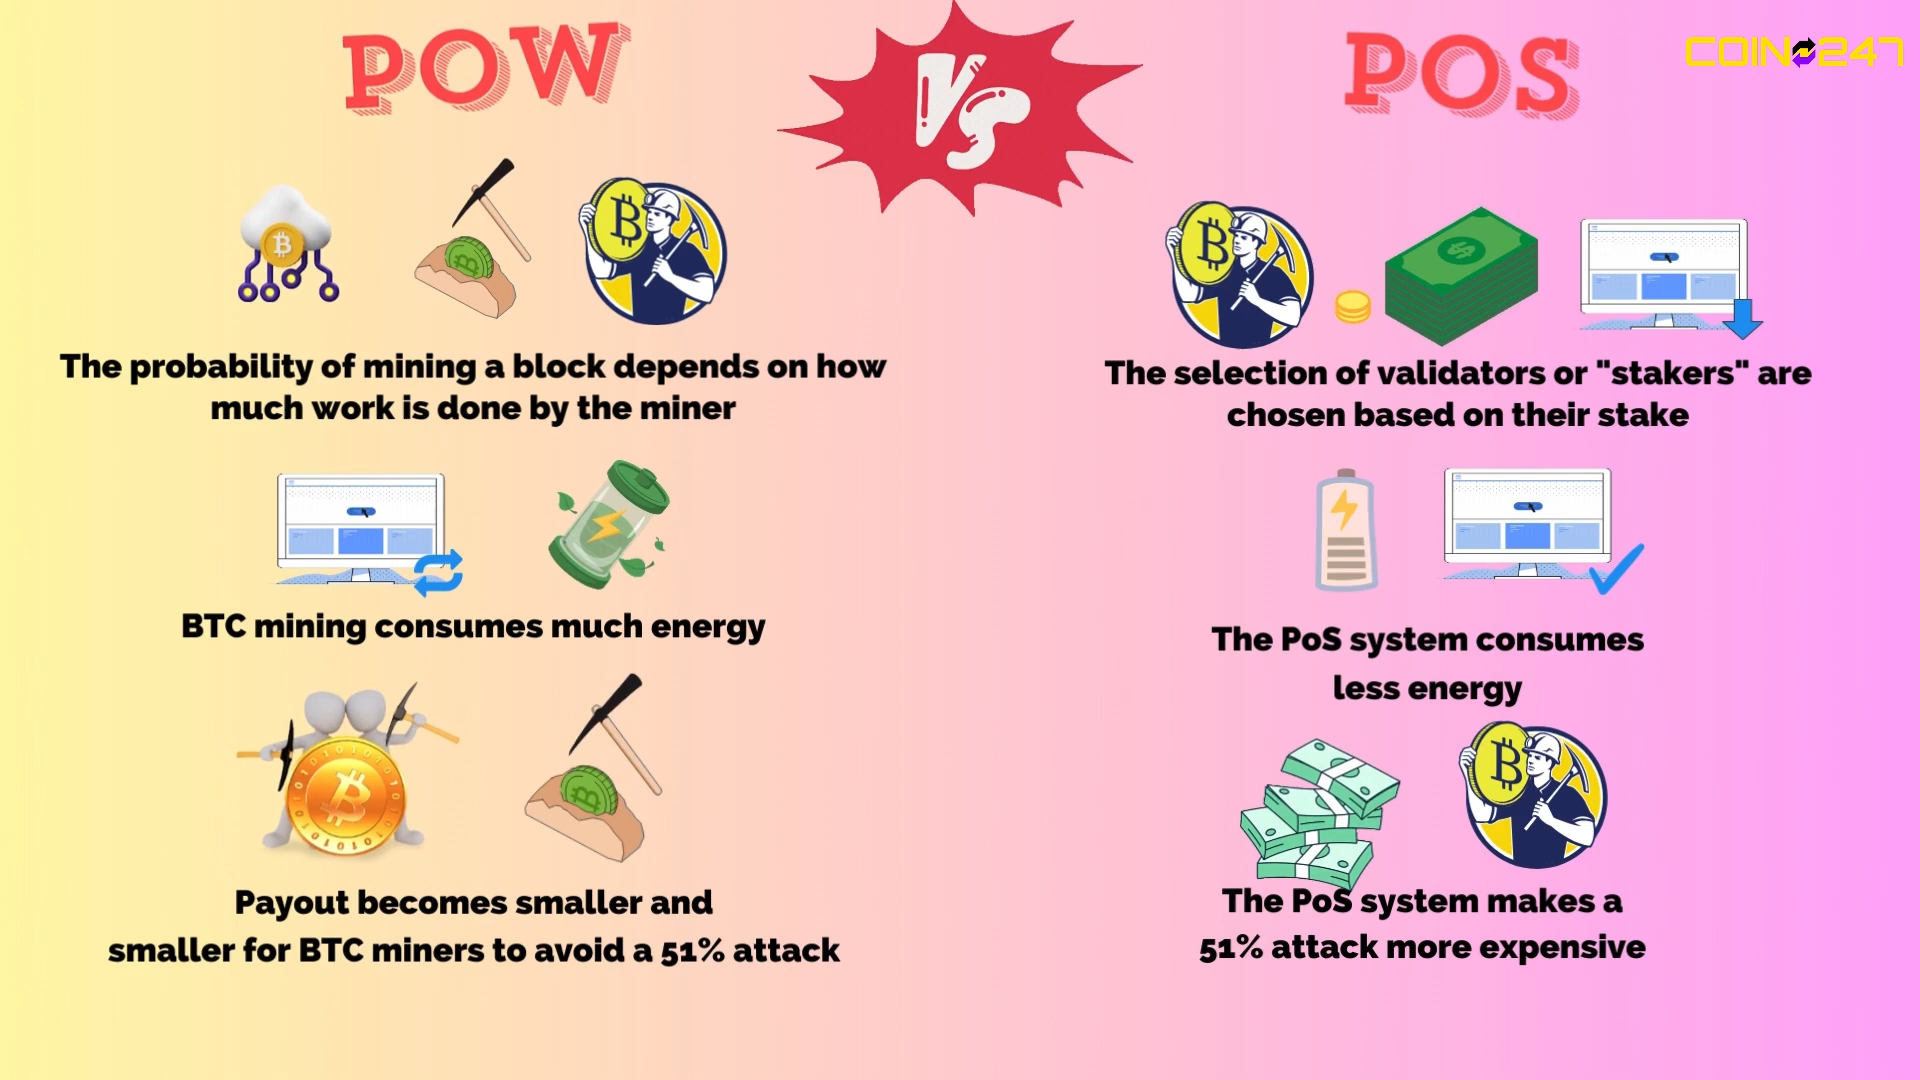 POW
VS
POS
COIN247
The probability of mining a block depends on how
much work is done by the miner
The selection of validators or "stakers" are
chosen based on their stake
BTC mining consumes much energy
The PoS system consumes
less energy
Payout becomes smaller and
smaller for BTC miners to avoid a 51% attack
The PoS system makes a
51% attack more expensive